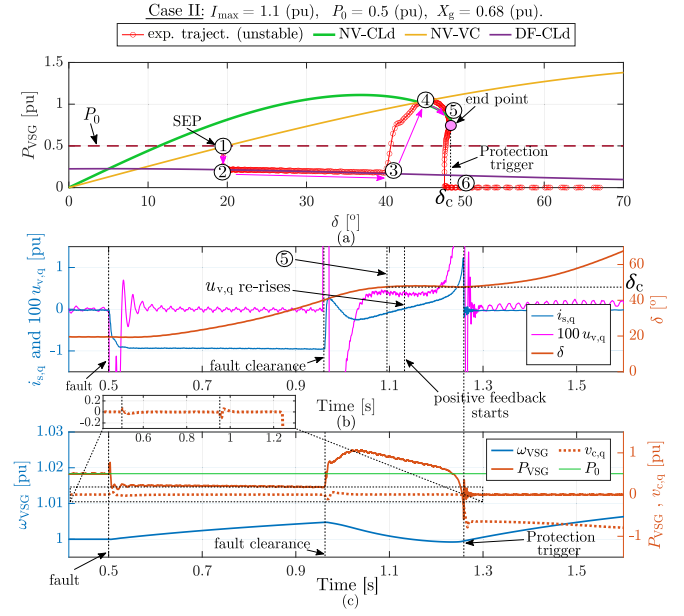 Case II: I_max = 1.1 (pu), P_0 = 0.5 (pu), X_g = 0.68 (pu).
exp. traject. (unstable) NV-CLd NV-VC DF-CLd
P_VSG [pu]
1.5
1
0.5
0
P_0
SEP
1
2
3
4
5
6
end point
Protection
trigger
δ_c
0 10 20 30 40 50 60 70
δ [°]
(a)
i_s,q and 100 u_v,q [pu]
1
0
-1
5
u_v,q re-rises
δ_c
60
40
20
0
δ [°]
i_s,q
100 u_v,q
δ
fault
fault clearance
positive feedback
starts
0.5 0.7 0.9 1.1 1.3 1.5
Time [s]
(b)
0.2
0
-0.2
0.6 0.8 1 1.2
ω_VSG [pu]
1.03
1.02
1.01
1
ω_VSG v_c,q
P_VSG P_0
1
0
-1
P_VSG , v_c,q [pu]
fault
fault clearance
Protection
trigger
0.5 0.7 0.9 1.1 1.3 1.5
Time [s]
(c)